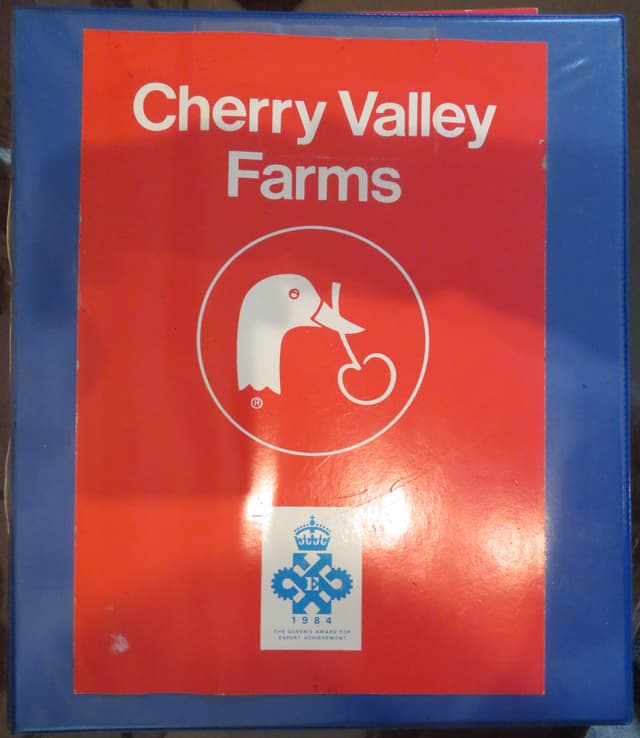 Cherry Valley
Farms
®
E
1984
THE QUEEN'S AWARD FOR
EXPORT ACHIEVEMENT